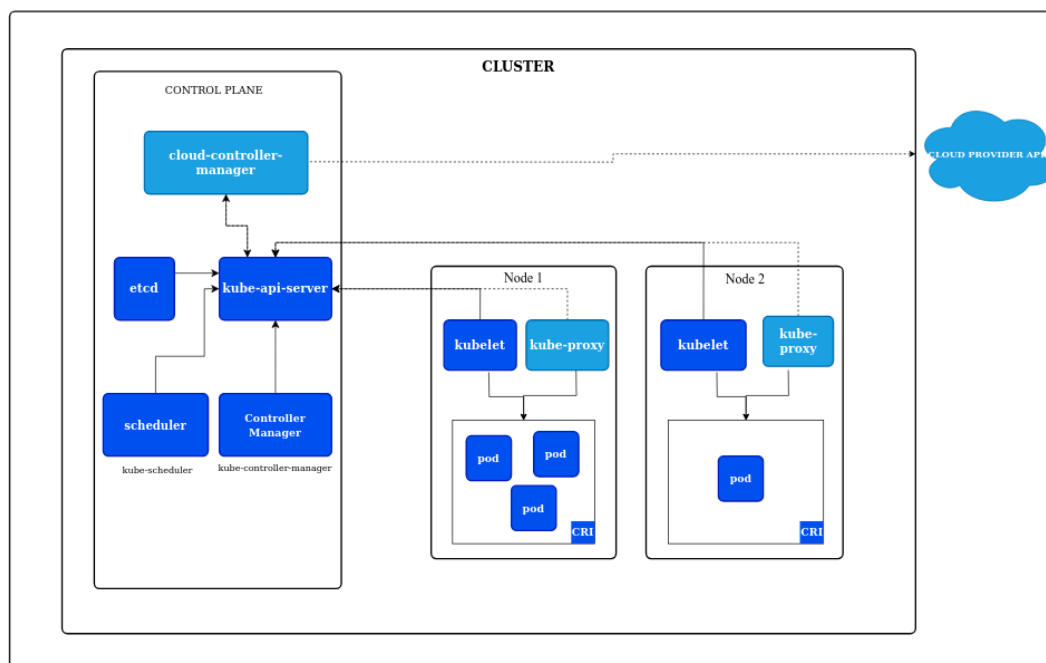 CLUSTER
CONTROL PLANE
cloud-controller-
manager
CLOUD PROVIDER API
etcd
kube-api-server
scheduler
kube-scheduler
Controller
Manager
kube-controller-manager
Node 1
kubelet
kube-proxy
pod
pod
pod
CRI
Node 2
kubelet
kube-
proxy
pod
CRI